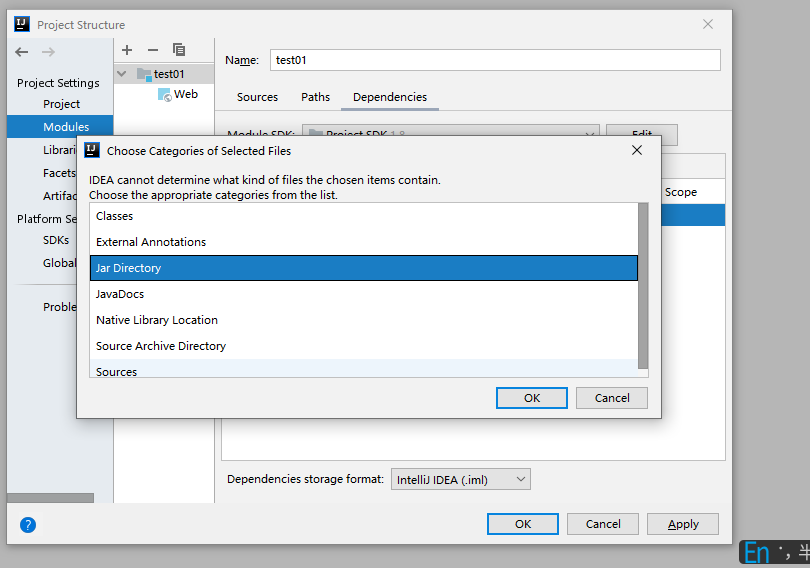 Project Structure
Project Settings
Project
Modules
Librari
Facets
Artifac
Platform Se
SDKs
Global
Proble
test01
Web
Name:
test01
Sources
Paths
Dependencies
Module SDK:
Project SDK 1.8
Edit
Scope
Choose Categories of Selected Files
IDEA cannot determine what kind of files the chosen items contain.
Choose the appropriate categories from the list.
Classes
External Annotations
Jar Directory
JavaDocs
Native Library Location
Source Archive Directory
Sources
OK
Cancel
Dependencies storage format:
IntelliJ IDEA (.iml)
?
OK
Cancel
Apply
En
半